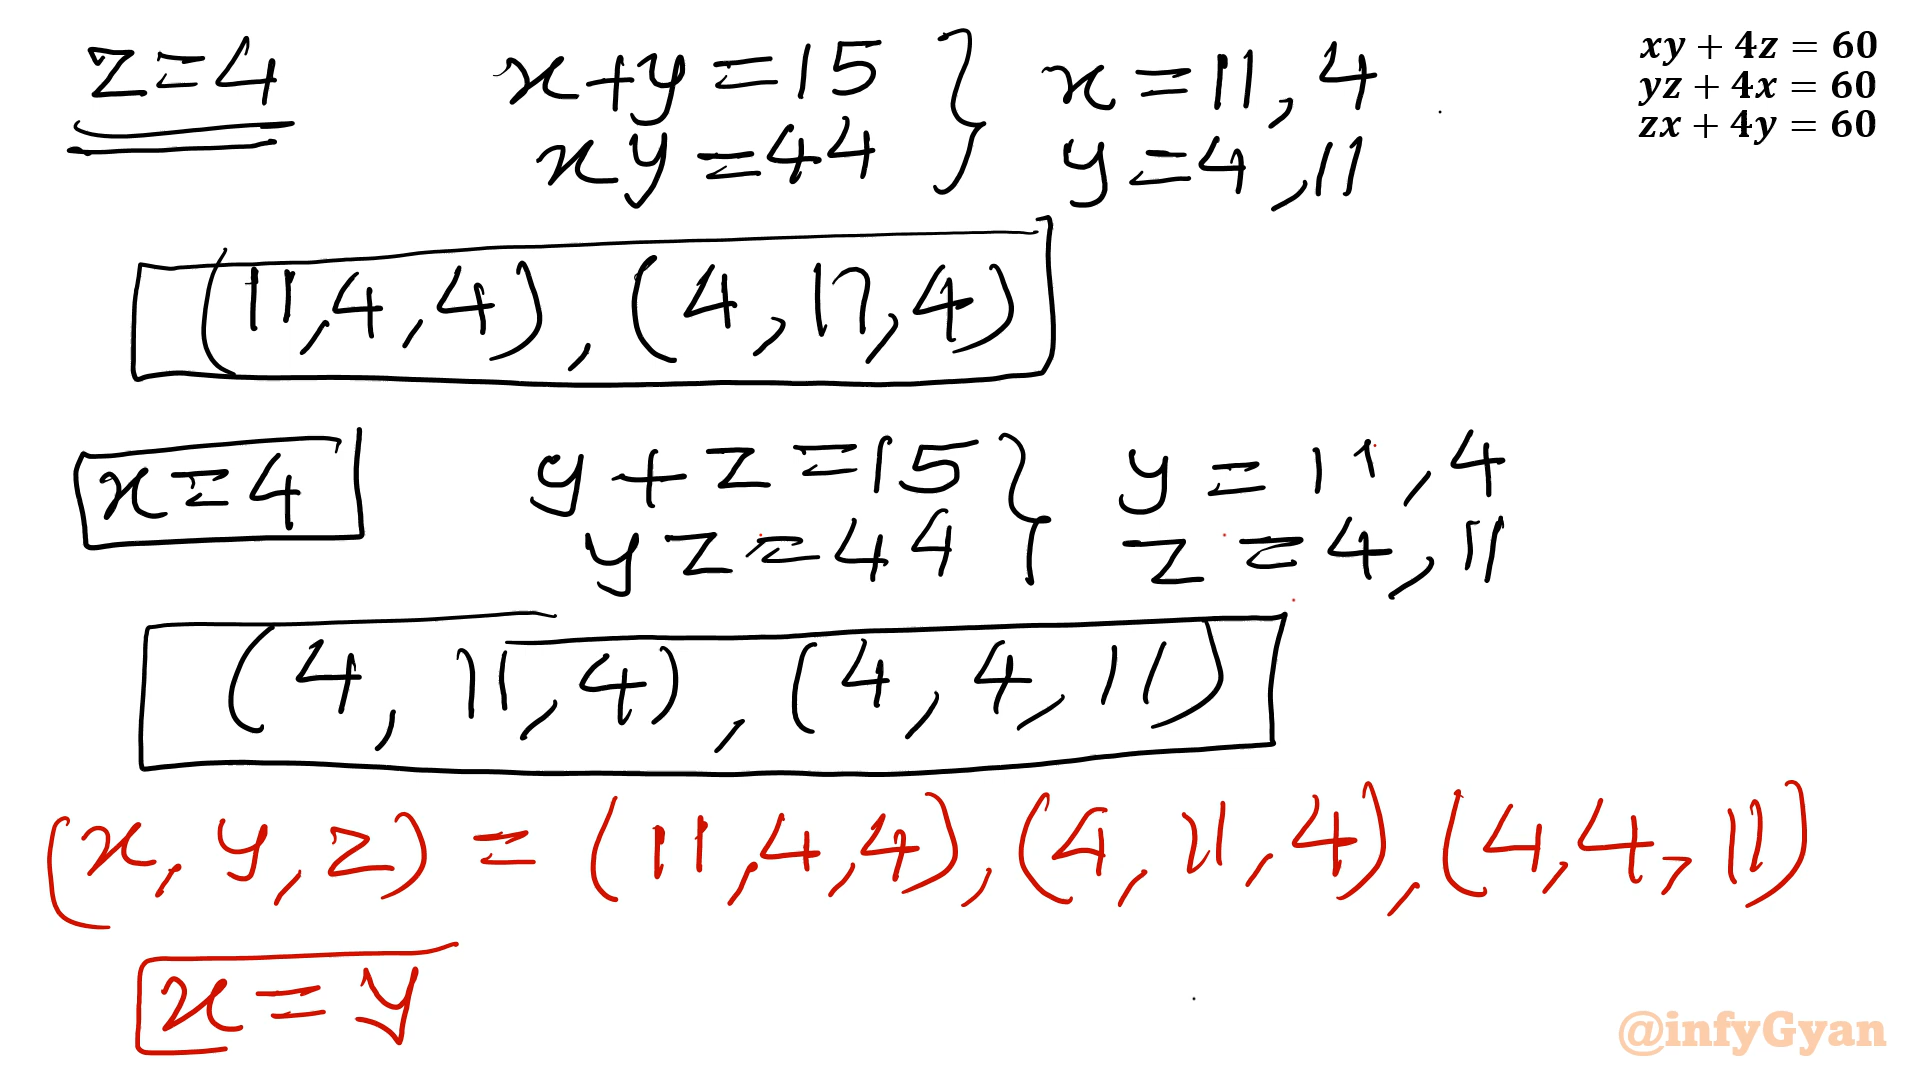 z=4 x+y=15 x=11,4
xy=44 y=4,11
xy + 4z = 60
yz + 4x = 60
zx + 4y = 60
(11,4,4), (4,11,4)
x=4 y+z=15 y=11,4
yz=44 z=4,11
(4,11,4), (4,4,11)
(x,y,z) = (11,4,4), (4,11,4), (4,4,11)
x=y
@infyGyan